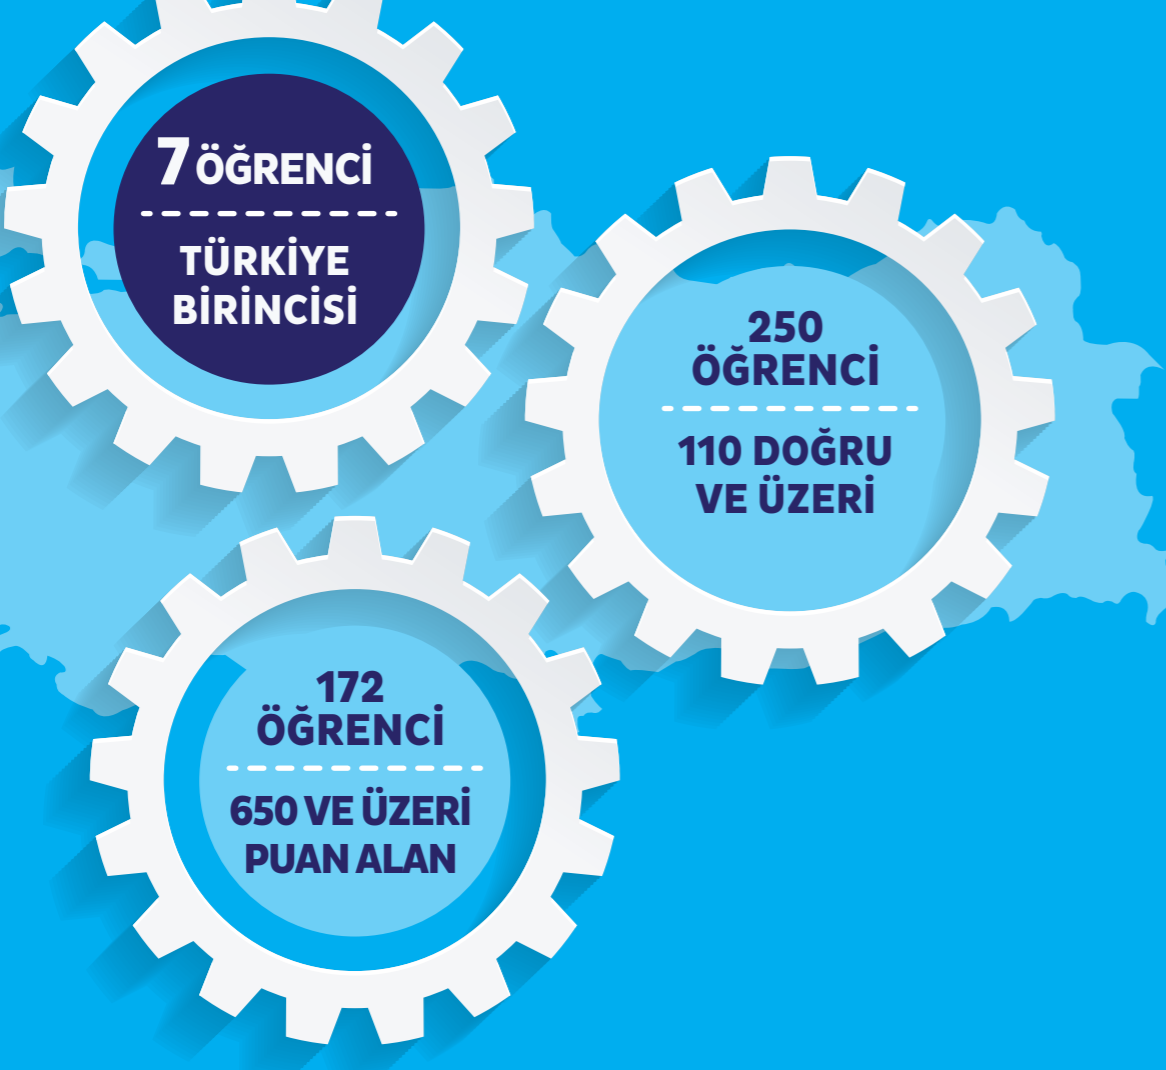 7 ÖĞRENCİ
TÜRKİYE
BİRİNCİSİ
250
ÖĞRENCİ
110 DOĞRU
VE ÜZERİ
172
ÖĞRENCİ
650 VE ÜZERİ
PUAN ALAN